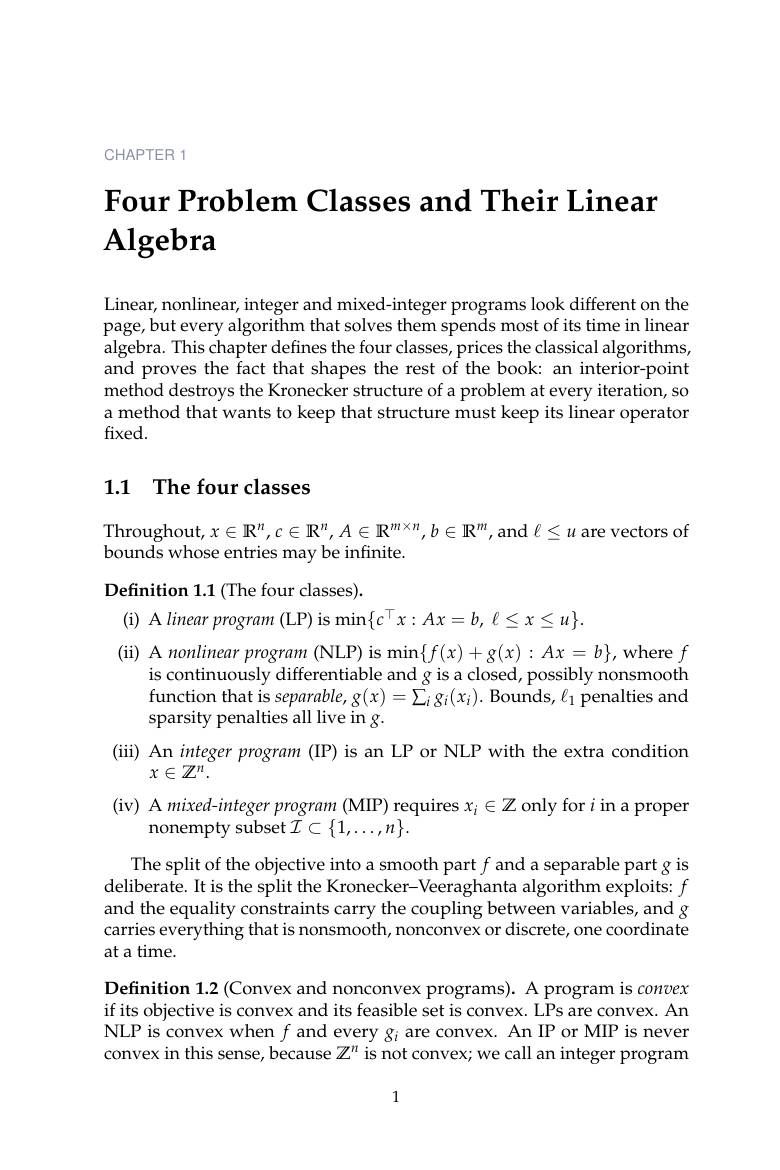 CHAPTER 1
Four Problem Classes and Their Linear
Algebra
Linear, nonlinear, integer and mixed-integer programs look different on the
page, but every algorithm that solves them spends most of its time in linear
algebra. This chapter defines the four classes, prices the classical algorithms,
and proves the fact that shapes the rest of the book: an interior-point
method destroys the Kronecker structure of a problem at every iteration, so
a method that wants to keep that structure must keep its linear operator
fixed.
1.1 The four classes
Throughout, x ∈ ℝⁿ, c ∈ ℝⁿ, A ∈ ℝᵐˣⁿ, b ∈ ℝᵐ, and ℓ ≤ u are vectors of
bounds whose entries may be infinite.
Definition 1.1 (The four classes).
(i) A linear program (LP) is min{c⊤x : Ax = b, ℓ ≤ x ≤ u}.
(ii) A nonlinear program (NLP) is min{f(x) + g(x) : Ax = b}, where f
is continuously differentiable and g is a closed, possibly nonsmooth
function that is separable, g(x) = ∑ᵢ gᵢ(xᵢ). Bounds, ℓ₁ penalties and
sparsity penalties all live in g.
(iii) An integer program (IP) is an LP or NLP with the extra condition
x ∈ ℤⁿ.
(iv) A mixed-integer program (MIP) requires xᵢ ∈ ℤ only for i in a proper
nonempty subset ℐ ⊂ {1, . . . , n}.
The split of the objective into a smooth part f and a separable part g is
deliberate. It is the split the Kronecker–Veeraghanta algorithm exploits: f
and the equality constraints carry the coupling between variables, and g
carries everything that is nonsmooth, nonconvex or discrete, one coordinate
at a time.
Definition 1.2 (Convex and nonconvex programs). A program is convex
if its objective is convex and its feasible set is convex. LPs are convex. An
NLP is convex when f and every gᵢ are convex. An IP or MIP is never
convex in this sense, because ℤⁿ is not convex; we call an integer program
1